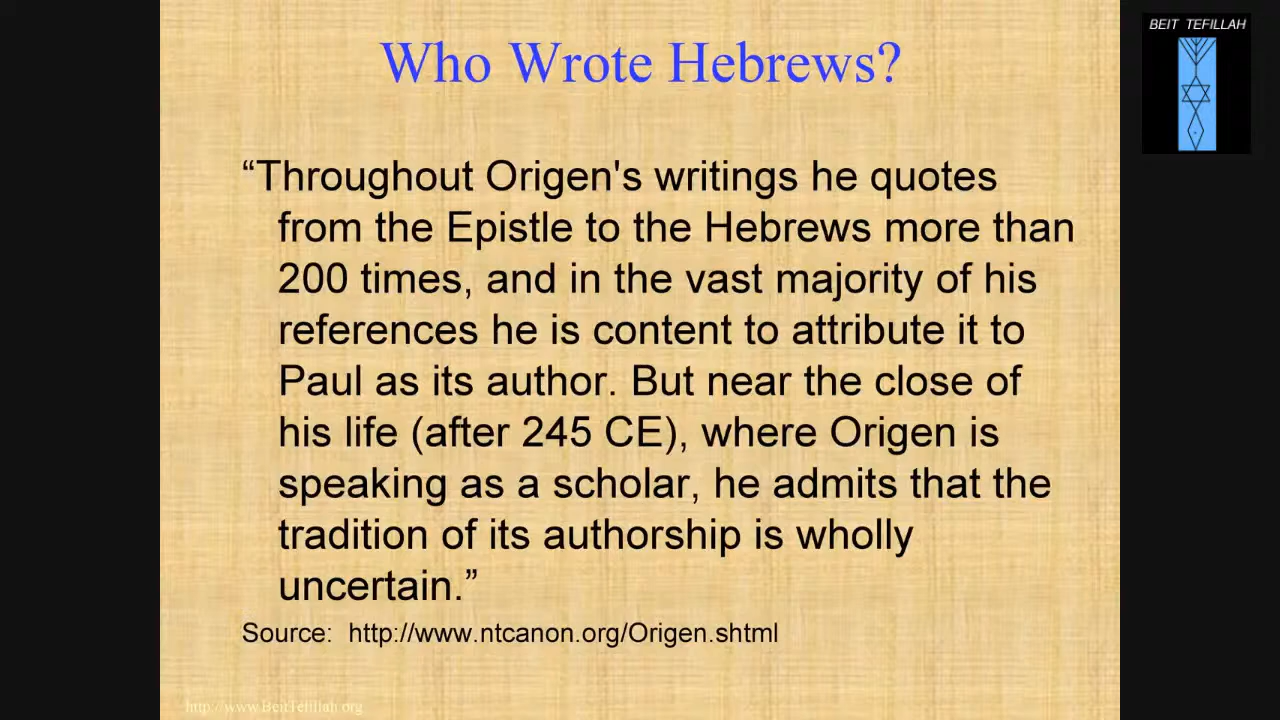 Who Wrote Hebrews?
BEIT TEFILLAH
“Throughout Origen's writings he quotes
from the Epistle to the Hebrews more than
200 times, and in the vast majority of his
references he is content to attribute it to
Paul as its author. But near the close of
his life (after 245 CE), where Origen is
speaking as a scholar, he admits that the
tradition of its authorship is wholly
uncertain.”
Source: http://www.ntcanon.org/Origen.shtml
http://www.BeitTefillah.org